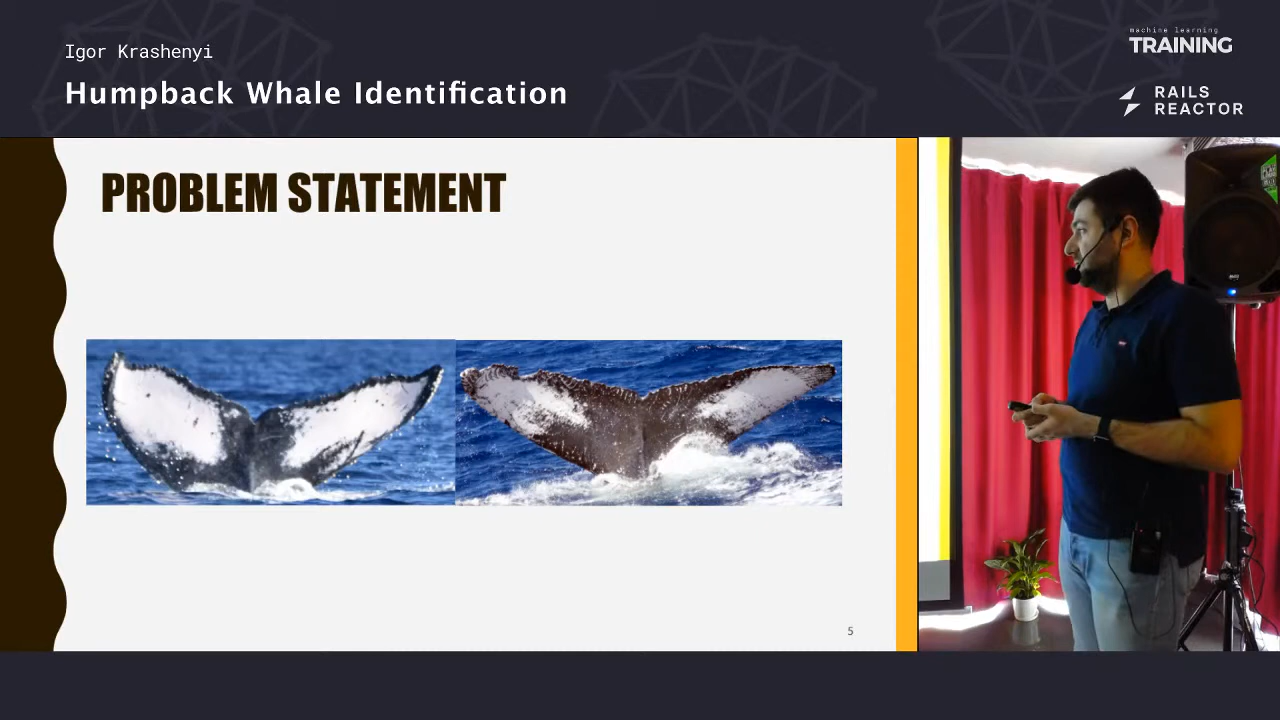 Igor Krashenyi
Humpback Whale Identification
machine learning
TRAINING
RAILS
REACTOR
PROBLEM STATEMENT
5